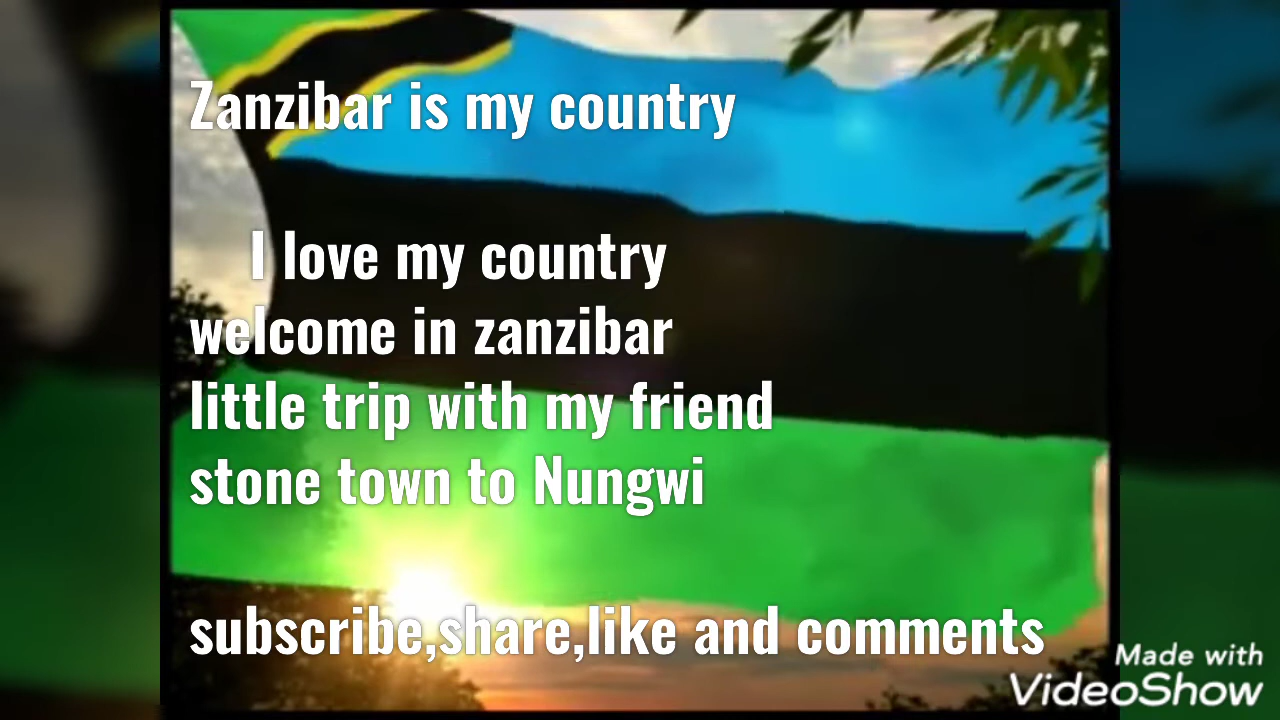 Zanzibar is my country
I love my country
welcome in zanzibar
little trip with my friend
stone town to Nungwi
subscribe,share,like and comments
Made with
VideoShow